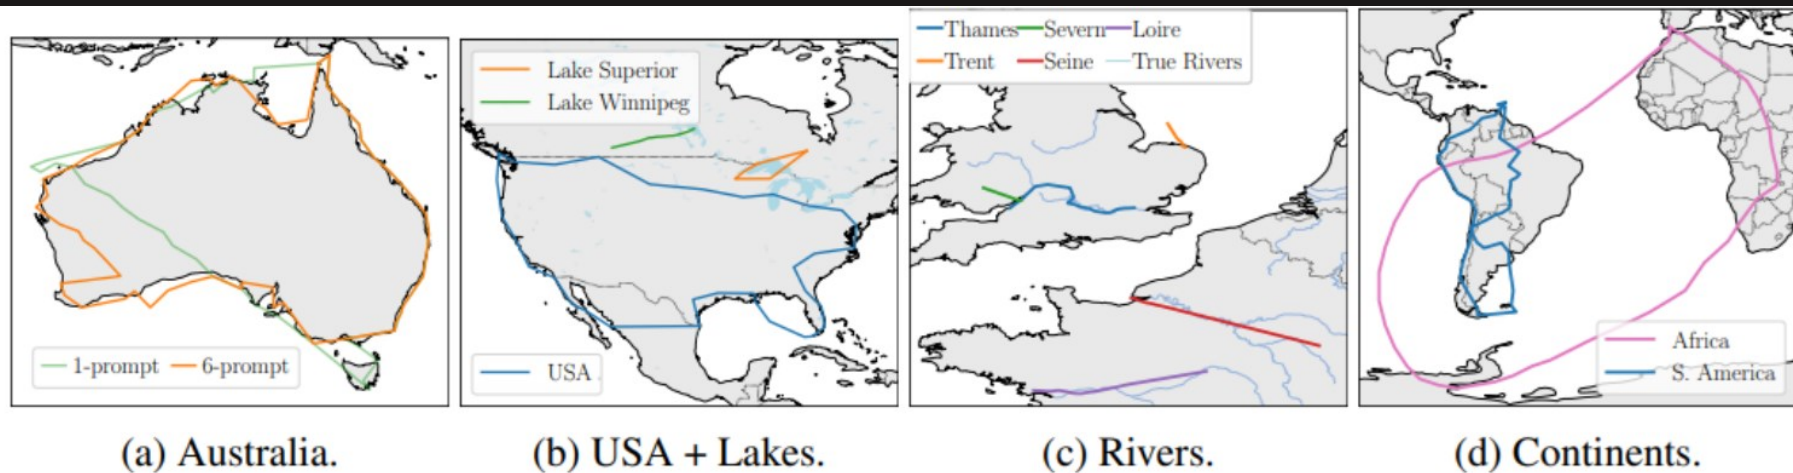 1-prompt 6-prompt
Lake Superior
Lake Winnipeg
USA
Thames Severn Loire
Trent Seine True Rivers
Africa
S. America
(a) Australia.
(b) USA + Lakes.
(c) Rivers.
(d) Continents.